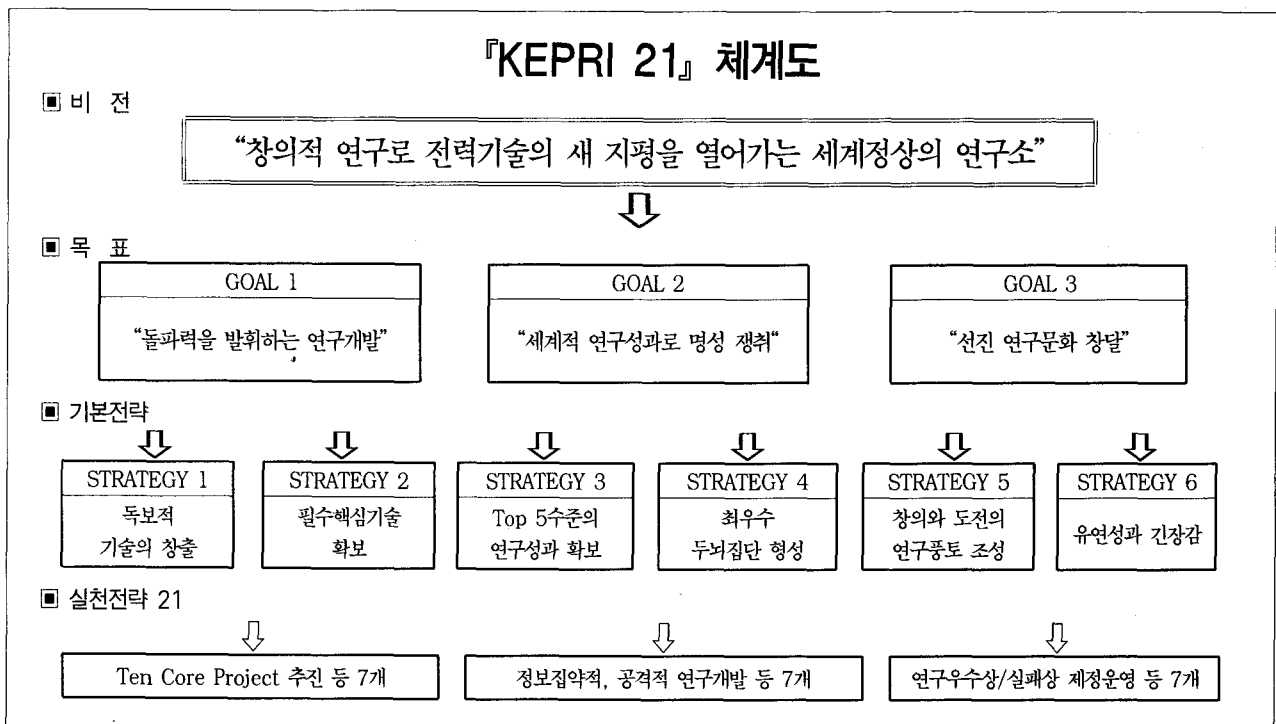 『KEPRI 21』 체계도
▣ 비 전
“창의적 연구로 전력기술의 새 지평을 열어가는 세계정상의 연구소”
▣ 목 표
GOAL 1
“돌파력을 발휘하는 연구개발”
GOAL 2
“세계적 연구성과로 명성 쟁취“
GOAL 3
“선진 연구문화 창달”
▣ 기본전략
STRATEGY 1
독보적
기술의 창출
STRATEGY 2
필수핵심기술
확보
STRATEGY 3
Top 5수준의
연구성과 확보
STRATEGY 4
최우수
두뇌집단 형성
STRATEGY 5
창의와 도전의
연구풍토 조성
STRATEGY 6
유연성과 긴장감
▣ 실천전략 21
Ten Core Project 추진 등 7개
정보집약적, 공격적 연구개발 등 7개
연구우수상/실패상 제정운영 등 7개